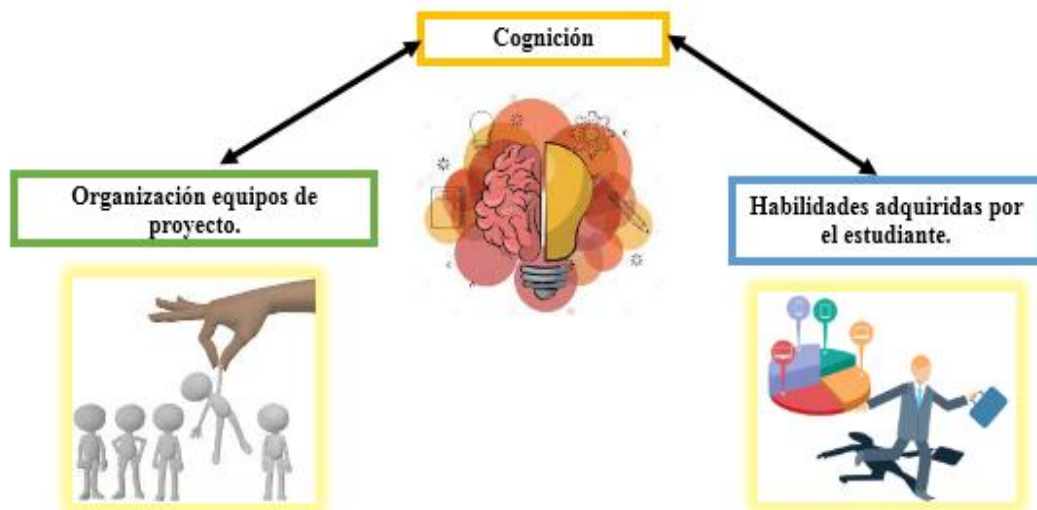 Cognición
Organización equipos de
proyecto.
Habilidades adquiridas por
el estudiante.